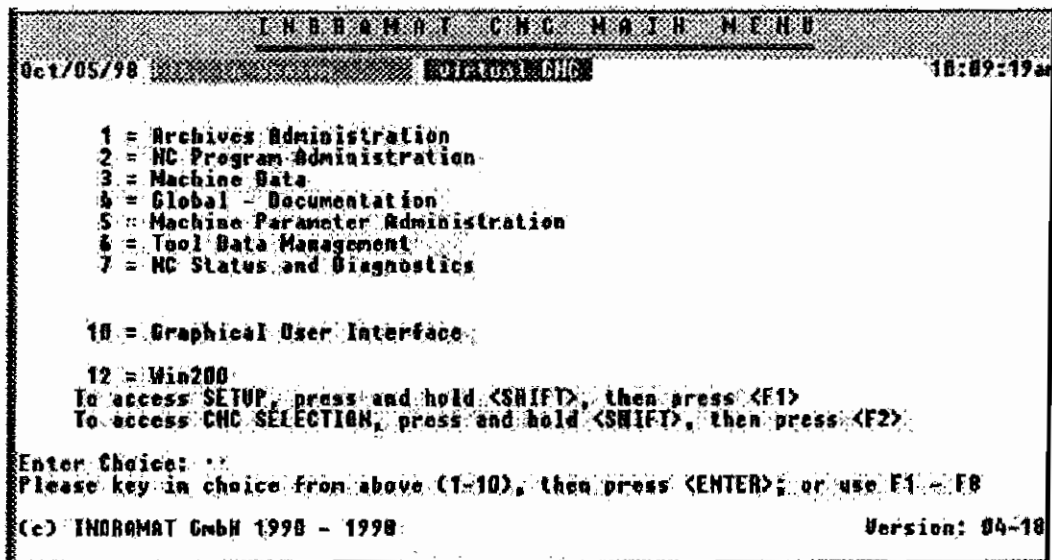 INDRAMAT CNC MAIN MENU
Oct/05/98 VIRTUAL CNC 10:09:19am
1 = Archives Administration
2 = NC Program Administration
3 = Machine Data
4 = Global - Documentation
5 = Machine Parameter Administration
6 = Tool Data Management
7 = NC Status and Diagnostics
10 = Graphical User Interface
12 = Win200
To access SETUP, press and hold <SHIFT>, then press <F1>
To access CNC SELECTION, press and hold <SHIFT>, then press <F2>
Enter Choice:
Please key in choice from above (1-10), then press <ENTER>; or use F1 - F8
(c) INDRAMAT GmbH 1990 - 1998 Version: 04-18